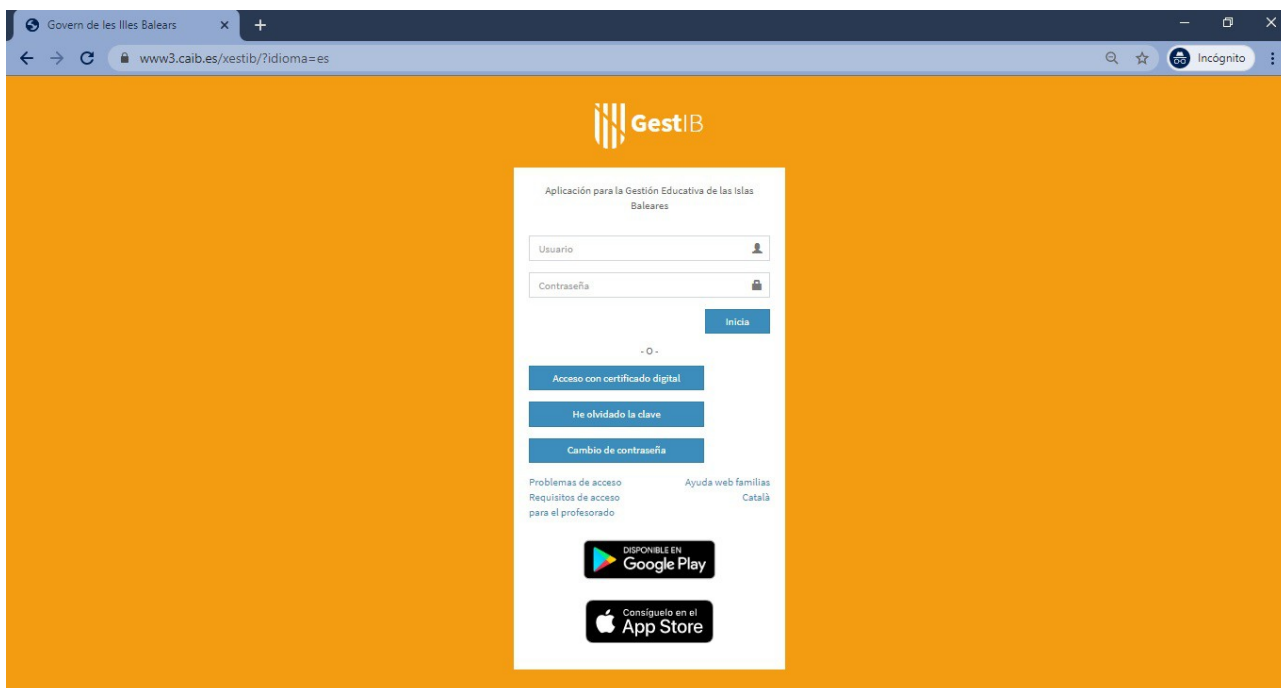 Govern de les Illes Balears
www3.caib.es/xestib/?idioma=es
Incógnito
GestIB
Aplicación para la Gestión Educativa de las Islas
Baleares
Usuario
Contraseña
Inicia
- O -
Acceso con certificado digital
He olvidado la clave
Cambio de contraseña
Problemas de acceso
Ayuda web familias
Requisitos de acceso
Català
para el profesorado
DISPONIBLE EN
Google Play
Consíguelo en el
App Store